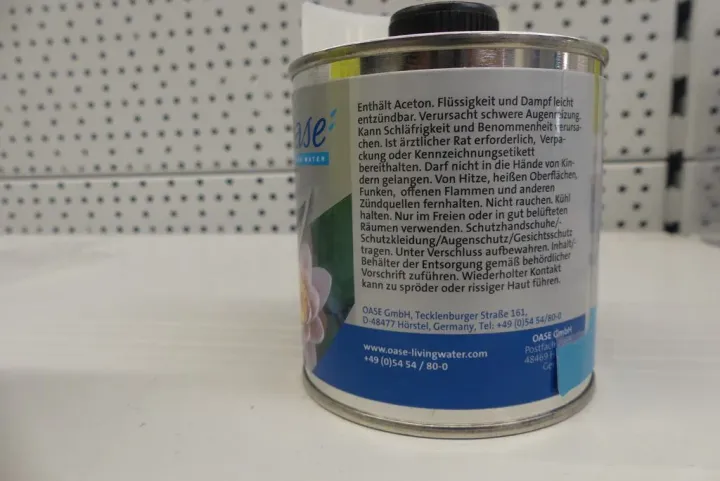 ase
WATER
Enthält Aceton. Flüssigkeit und Dampf leicht
entzündbar. Verursacht schwere Augenreizung.
Kann Schläfrigkeit und Benommenheit verursa-
chen. Ist ärztlicher Rat erforderlich, Verpa-
ckung oder Kennzeichnungsetikett
bereithalten. Darf nicht in die Hände von Kin-
dern gelangen. Von Hitze, heißen Oberflächen,
Funken, offenen Flammen und anderen
Zündquellen fernhalten. Nicht rauchen. Kühl
halten. Nur im Freien oder in gut belüfteten
Räumen verwenden. Schutzhandschuhe/-
Schutzkleidung/Augenschutz/Gesichtsschutz
tragen. Unter Verschluss aufbewahren. Inhalt/-
Behälter der Entsorgung gemäß behördlicher
Vorschrift zuführen. Wiederholter Kontakt
kann zu spröder oder rissiger Haut führen.
OASE GmbH, Tecklenburger Straße 161,
D-48477 Hörstel, Germany, Tel: +49 (0)54 54/80-0
www.oase-livingwater.com
+49 (0)54 54 / 80-0
OASE GmbH
Postfach
48469 H
Ge